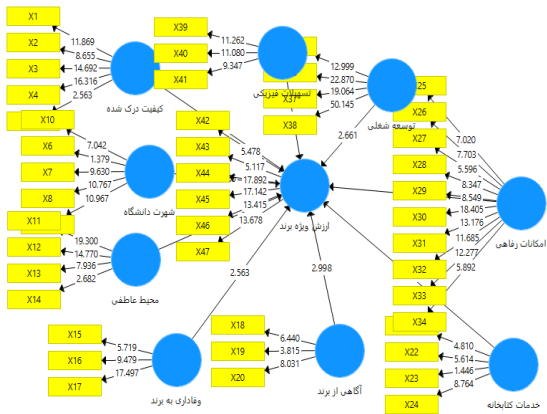 X1
X2
X3
X4
X10
X6
X7
X8
X11
X12
X13
X14
11.869
8.655
14.692
16.316
2.563
کیفیت درک شده
7.042
1.379
9.630
10.767
10.967
شهرت دانشگاه
19.300
14.770
7.936
2.682
محیط عاطفی
X39
X40
X41
11.262
11.080
9.347
تسهیلات فیزیکی
X37
X38
12.999
22.870
19.064
50.145
توسعه شغلی
2.661
X42
X43
X44
X45
X46
X47
5.478
5.117
17.892
17.142
13.415
13.678
ارزش ویژه برند
X26
X27
X28
X29
X30
X31
X32
X33
X34
7.020
7.703
5.596
8.347
8.549
18.405
13.176
11.685
12.277
5.892
امکانات رفاهی
X15
X16
X17
5.719
9.479
17.497
وفاداری به برند
2.563
X18
X19
X20
6.440
3.815
8.031
آگاهی از برند
2.998
X22
X23
X24
4.810
5.614
1.446
8.764
خدمات کتابخانه